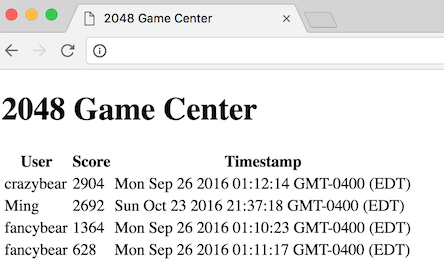 2048 Game Center
2048 Game Center
User Score Timestamp
crazybear 2904 Mon Sep 26 2016 01:12:14 GMT-0400 (EDT)
Ming 2692 Sun Oct 23 2016 21:37:18 GMT-0400 (EDT)
fancybear 1364 Mon Sep 26 2016 01:10:23 GMT-0400 (EDT)
fancybear 628 Mon Sep 26 2016 01:11:17 GMT-0400 (EDT)